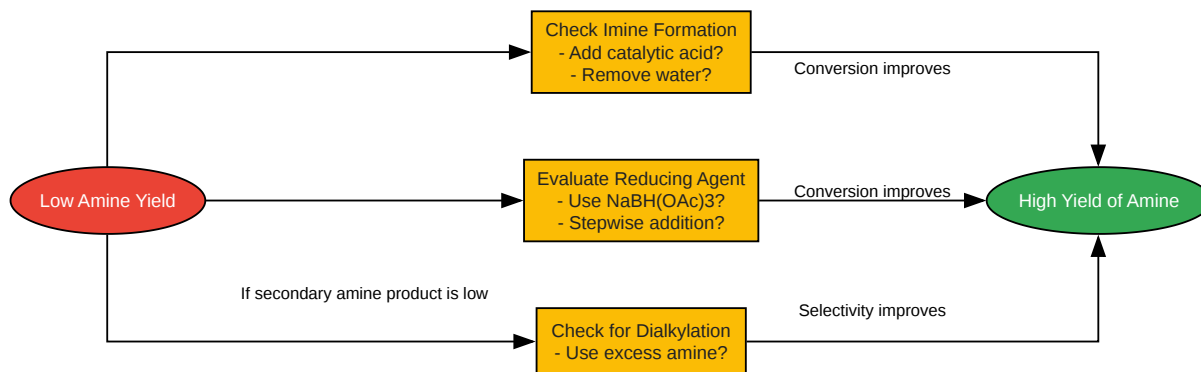 Check Imine Formation
- Add catalytic acid?
- Remove water?
Conversion improves
Low Amine Yield
Evaluate Reducing Agent
- Use NaBH(OAc)3?
- Stepwise addition?
Conversion improves
High Yield of Amine
If secondary amine product is low
Check for Dialkylation
- Use excess amine?
Selectivity improves